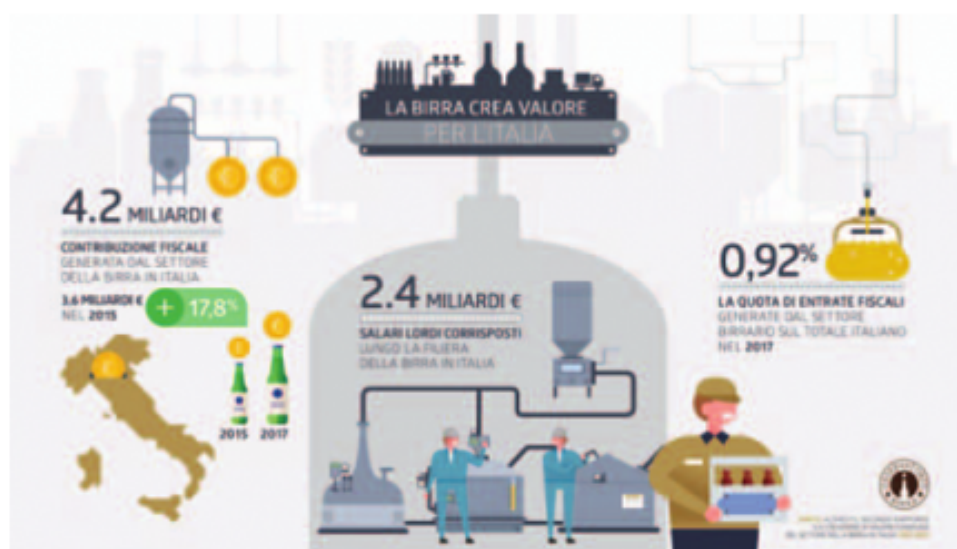 LA BIRRA CREA VALORE
PER L'ITALIA
4.2 MILIARDI €
CONTRIBUZIONE FISCALE
GENERATA DAL SETTORE
DELLA BIRRA IN ITALIA
3.6 MILIARDI €
NEL 2015
+ 17,8%
2015 2017
2.4 MILIARDI €
SALARI LORDI CORRISPOSTI
LUNGO LA FILIERA
DELLA BIRRA IN ITALIA
0,92%
LA QUOTA DI ENTRATE FISCALI
GENERATE DAL SETTORE
BIRRARIO SUL TOTALE ITALIANO
NEL 2017